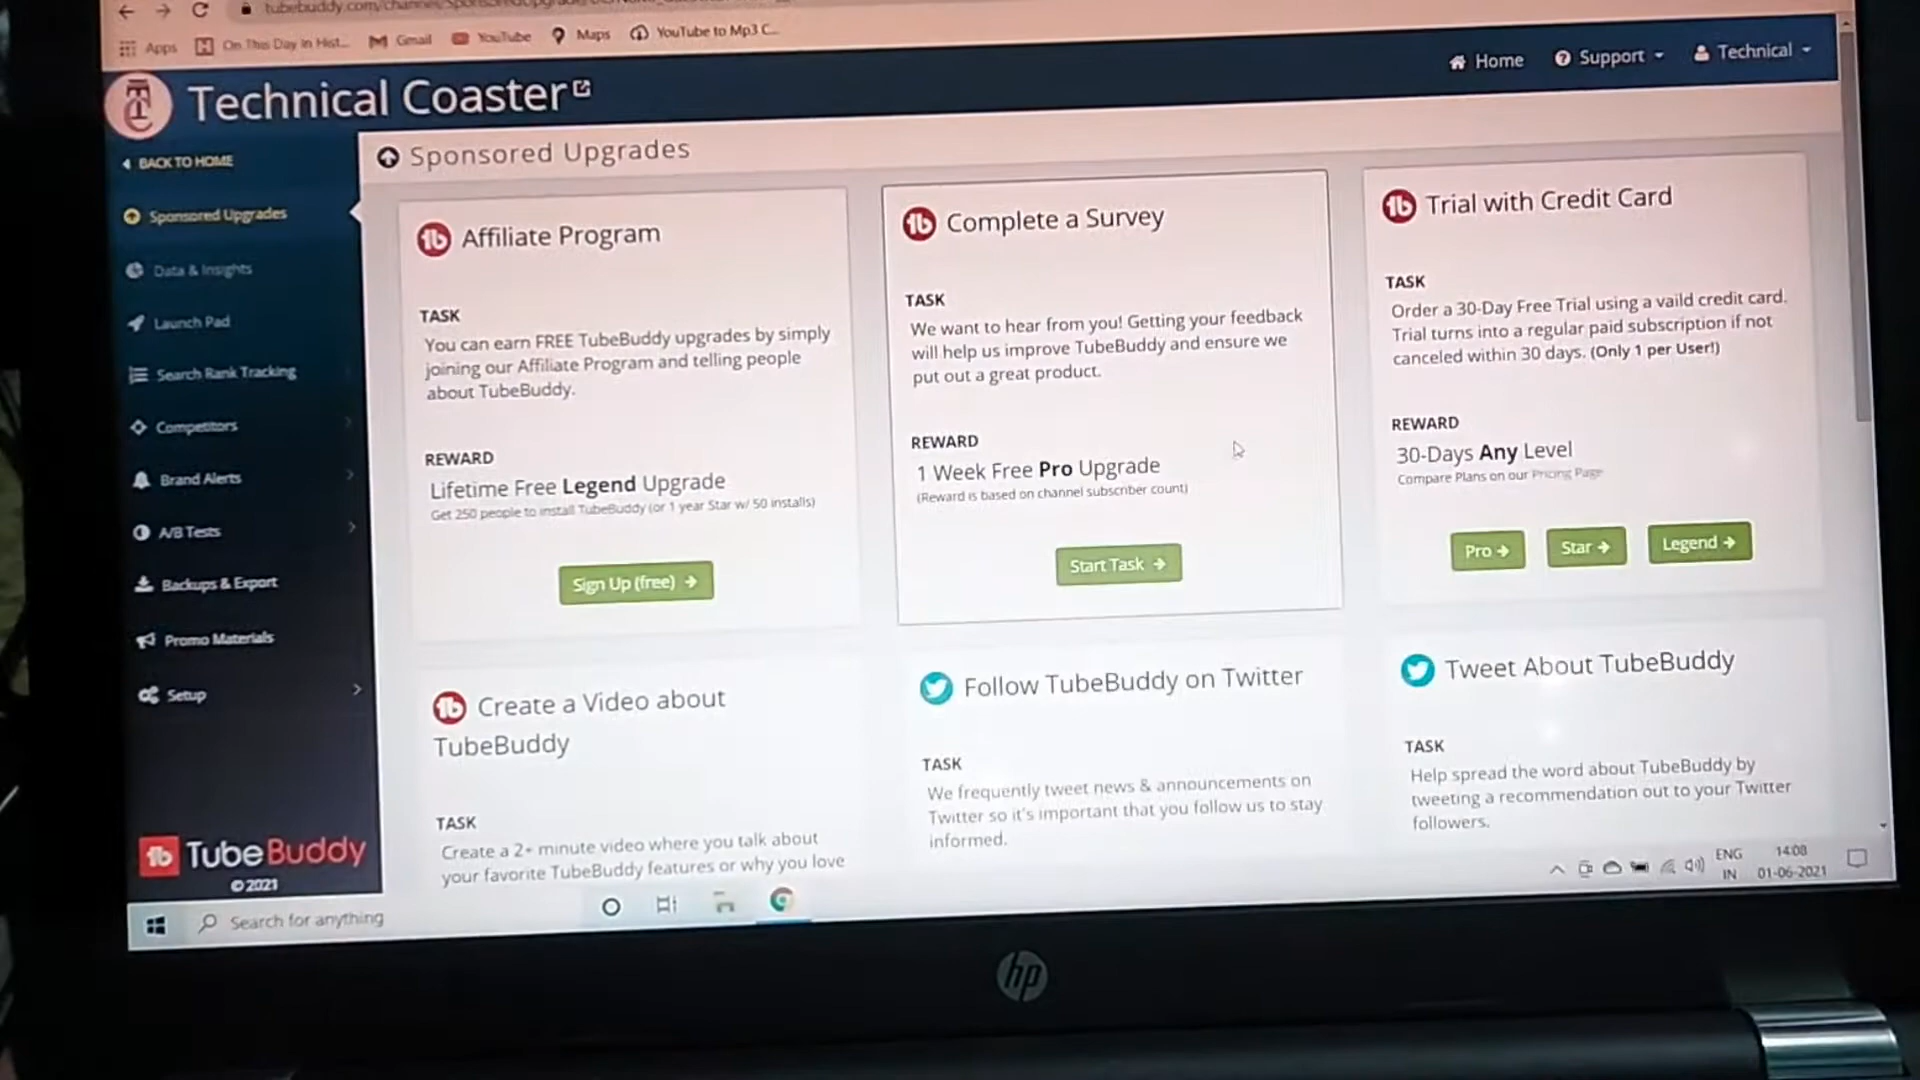 Apps
On This Day in Hist...
Gmail
YouTube
Maps
YouTube to Mp3 C...
Technical Coaster
Home
Support
Technical
BACK TO HOME
Sponsored Upgrades
Data & Insights
Launch Pad
Search Rank Tracking
Competitors
Brand Alerts
A/B Tests
Backups & Export
Promo Materials
Setup
TubeBuddy
© 2021
Sponsored Upgrades
Affiliate Program
TASK
You can earn FREE TubeBuddy upgrades by simply
joining our Affiliate Program and telling people
about TubeBuddy.
REWARD
Lifetime Free Legend Upgrade
Get 250 people to install TubeBuddy (or 1 year Star w/ 50 installs)
Sign Up (free)
Complete a Survey
TASK
We want to hear from you! Getting your feedback
will help us improve TubeBuddy and ensure we
put out a great product.
REWARD
1 Week Free Pro Upgrade
(Reward is based on channel subscriber count)
Start Task
Trial with Credit Card
TASK
Order a 30-Day Free Trial using a vaild credit card.
Trial turns into a regular paid subscription if not
canceled within 30 days. (Only 1 per User!)
REWARD
30-Days Any Level
Compare Plans on our Pricing Page
Pro
Star
Legend
Create a Video about
TubeBuddy
TASK
Create a 2+ minute video where you talk about
your favorite TubeBuddy features or why you love
Follow TubeBuddy on Twitter
TASK
We frequently tweet news & announcements on
Twitter so it's important that you follow us to stay
informed.
Tweet About TubeBuddy
TASK
Help spread the word about TubeBuddy by
tweeting a recommendation out to your Twitter
followers.
Search for anything
ENG
IN
14:08
01-06-2021
hp